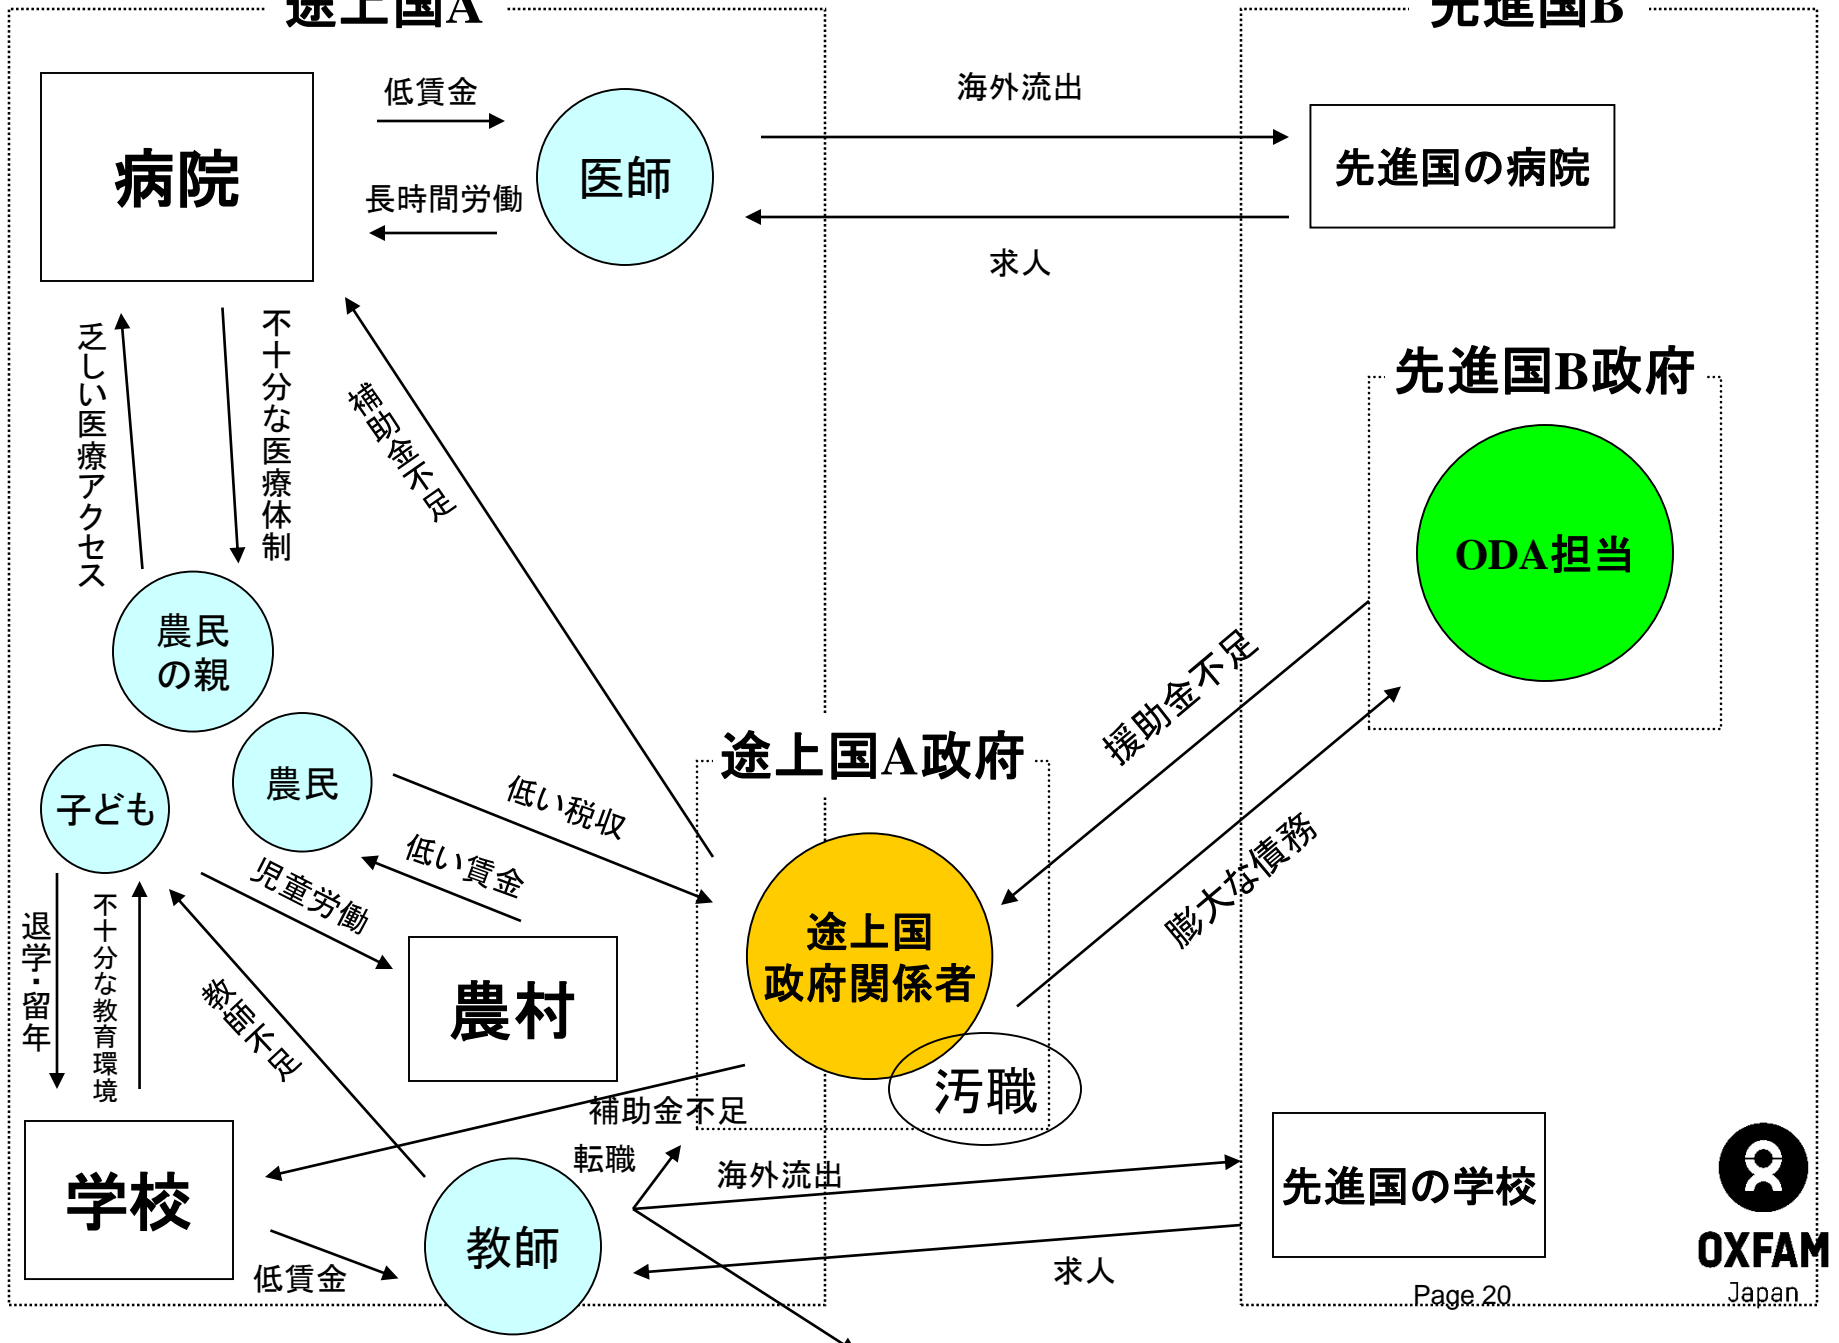 途上国A
先進国B
低賃金
海外流出
病院
医師
先進国の病院
長時間労働
求人
乏しい医療アクセス
不十分な医療体制
補助金不足
先進国B政府
ODA担当
農民
の親
援助金不足
途上国A政府
農民
子ども
低い税収
低い賃金
児童労働
膨大な債務
途上国
政府関係者
退学・留年
不十分な教育環境
教師不足
農村
汚職
補助金不足
転職
海外流出
学校
教師
先進国の学校
低賃金
求人
Page 20
OXFAM
Japan